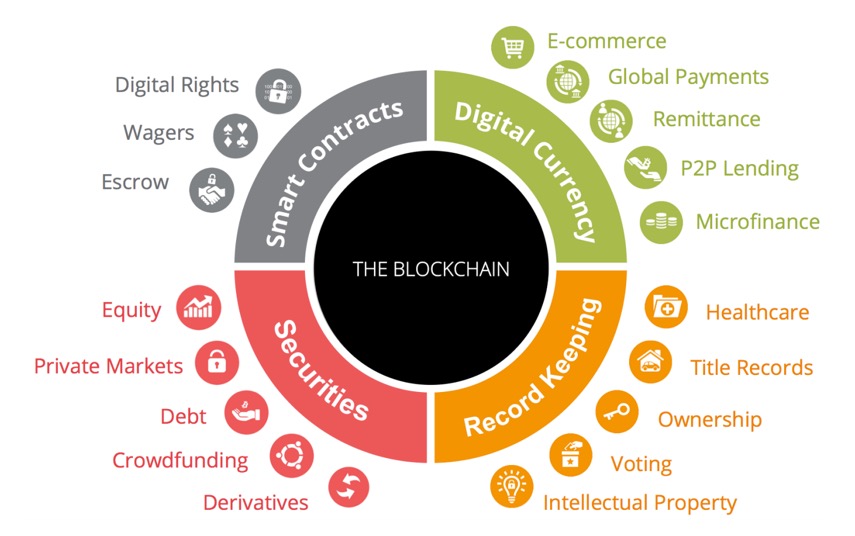 Digital Rights
Wagers
Escrow
Smart Contracts
E-commerce
Global Payments
Remittance
P2P Lending
Microfinance
Digital Currency
THE BLOCKCHAIN
Equity
Private Markets
Debt
Crowdfunding
Derivatives
Securities
Healthcare
Title Records
Ownership
Voting
Intellectual Property
Record Keeping